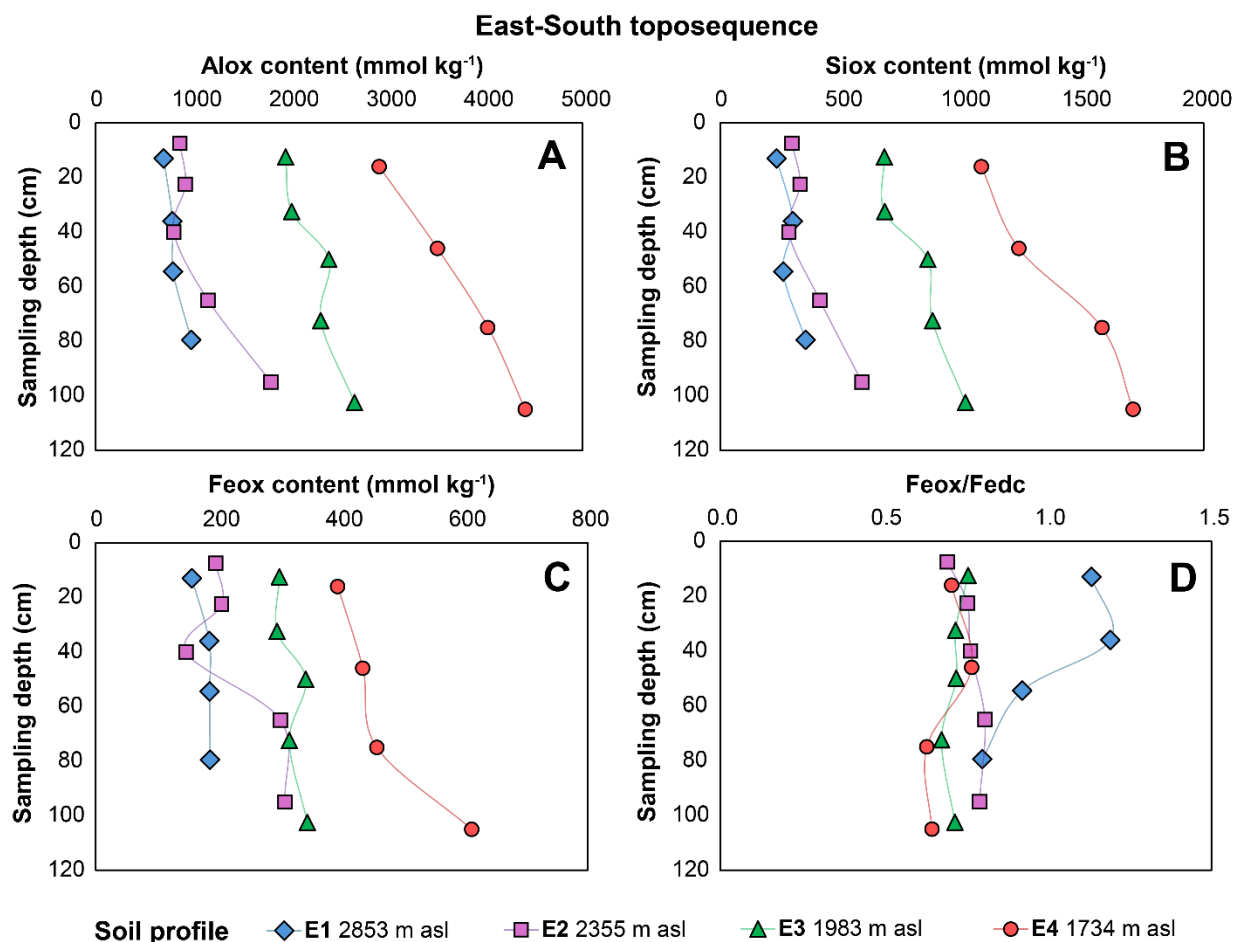 East-South toposequence
Alox content (mmol kg-1)
0 1000 2000 3000 4000 5000
Sampling depth (cm)
0
20
40
60
80
100
120
A
Siox content (mmol kg-1)
0 500 1000 1500 2000
Sampling depth (cm)
0
20
40
60
80
100
120
B
Feox content (mmol kg-1)
0 200 400 600 800
Sampling depth (cm)
0
20
40
60
80
100
120
C
Feox/Fedc
0.0 0.5 1.0 1.5
Sampling depth (cm)
0
20
40
60
80
100
120
D
Soil profile E1 2853 m asl E2 2355 m asl E3 1983 m asl E4 1734 m asl